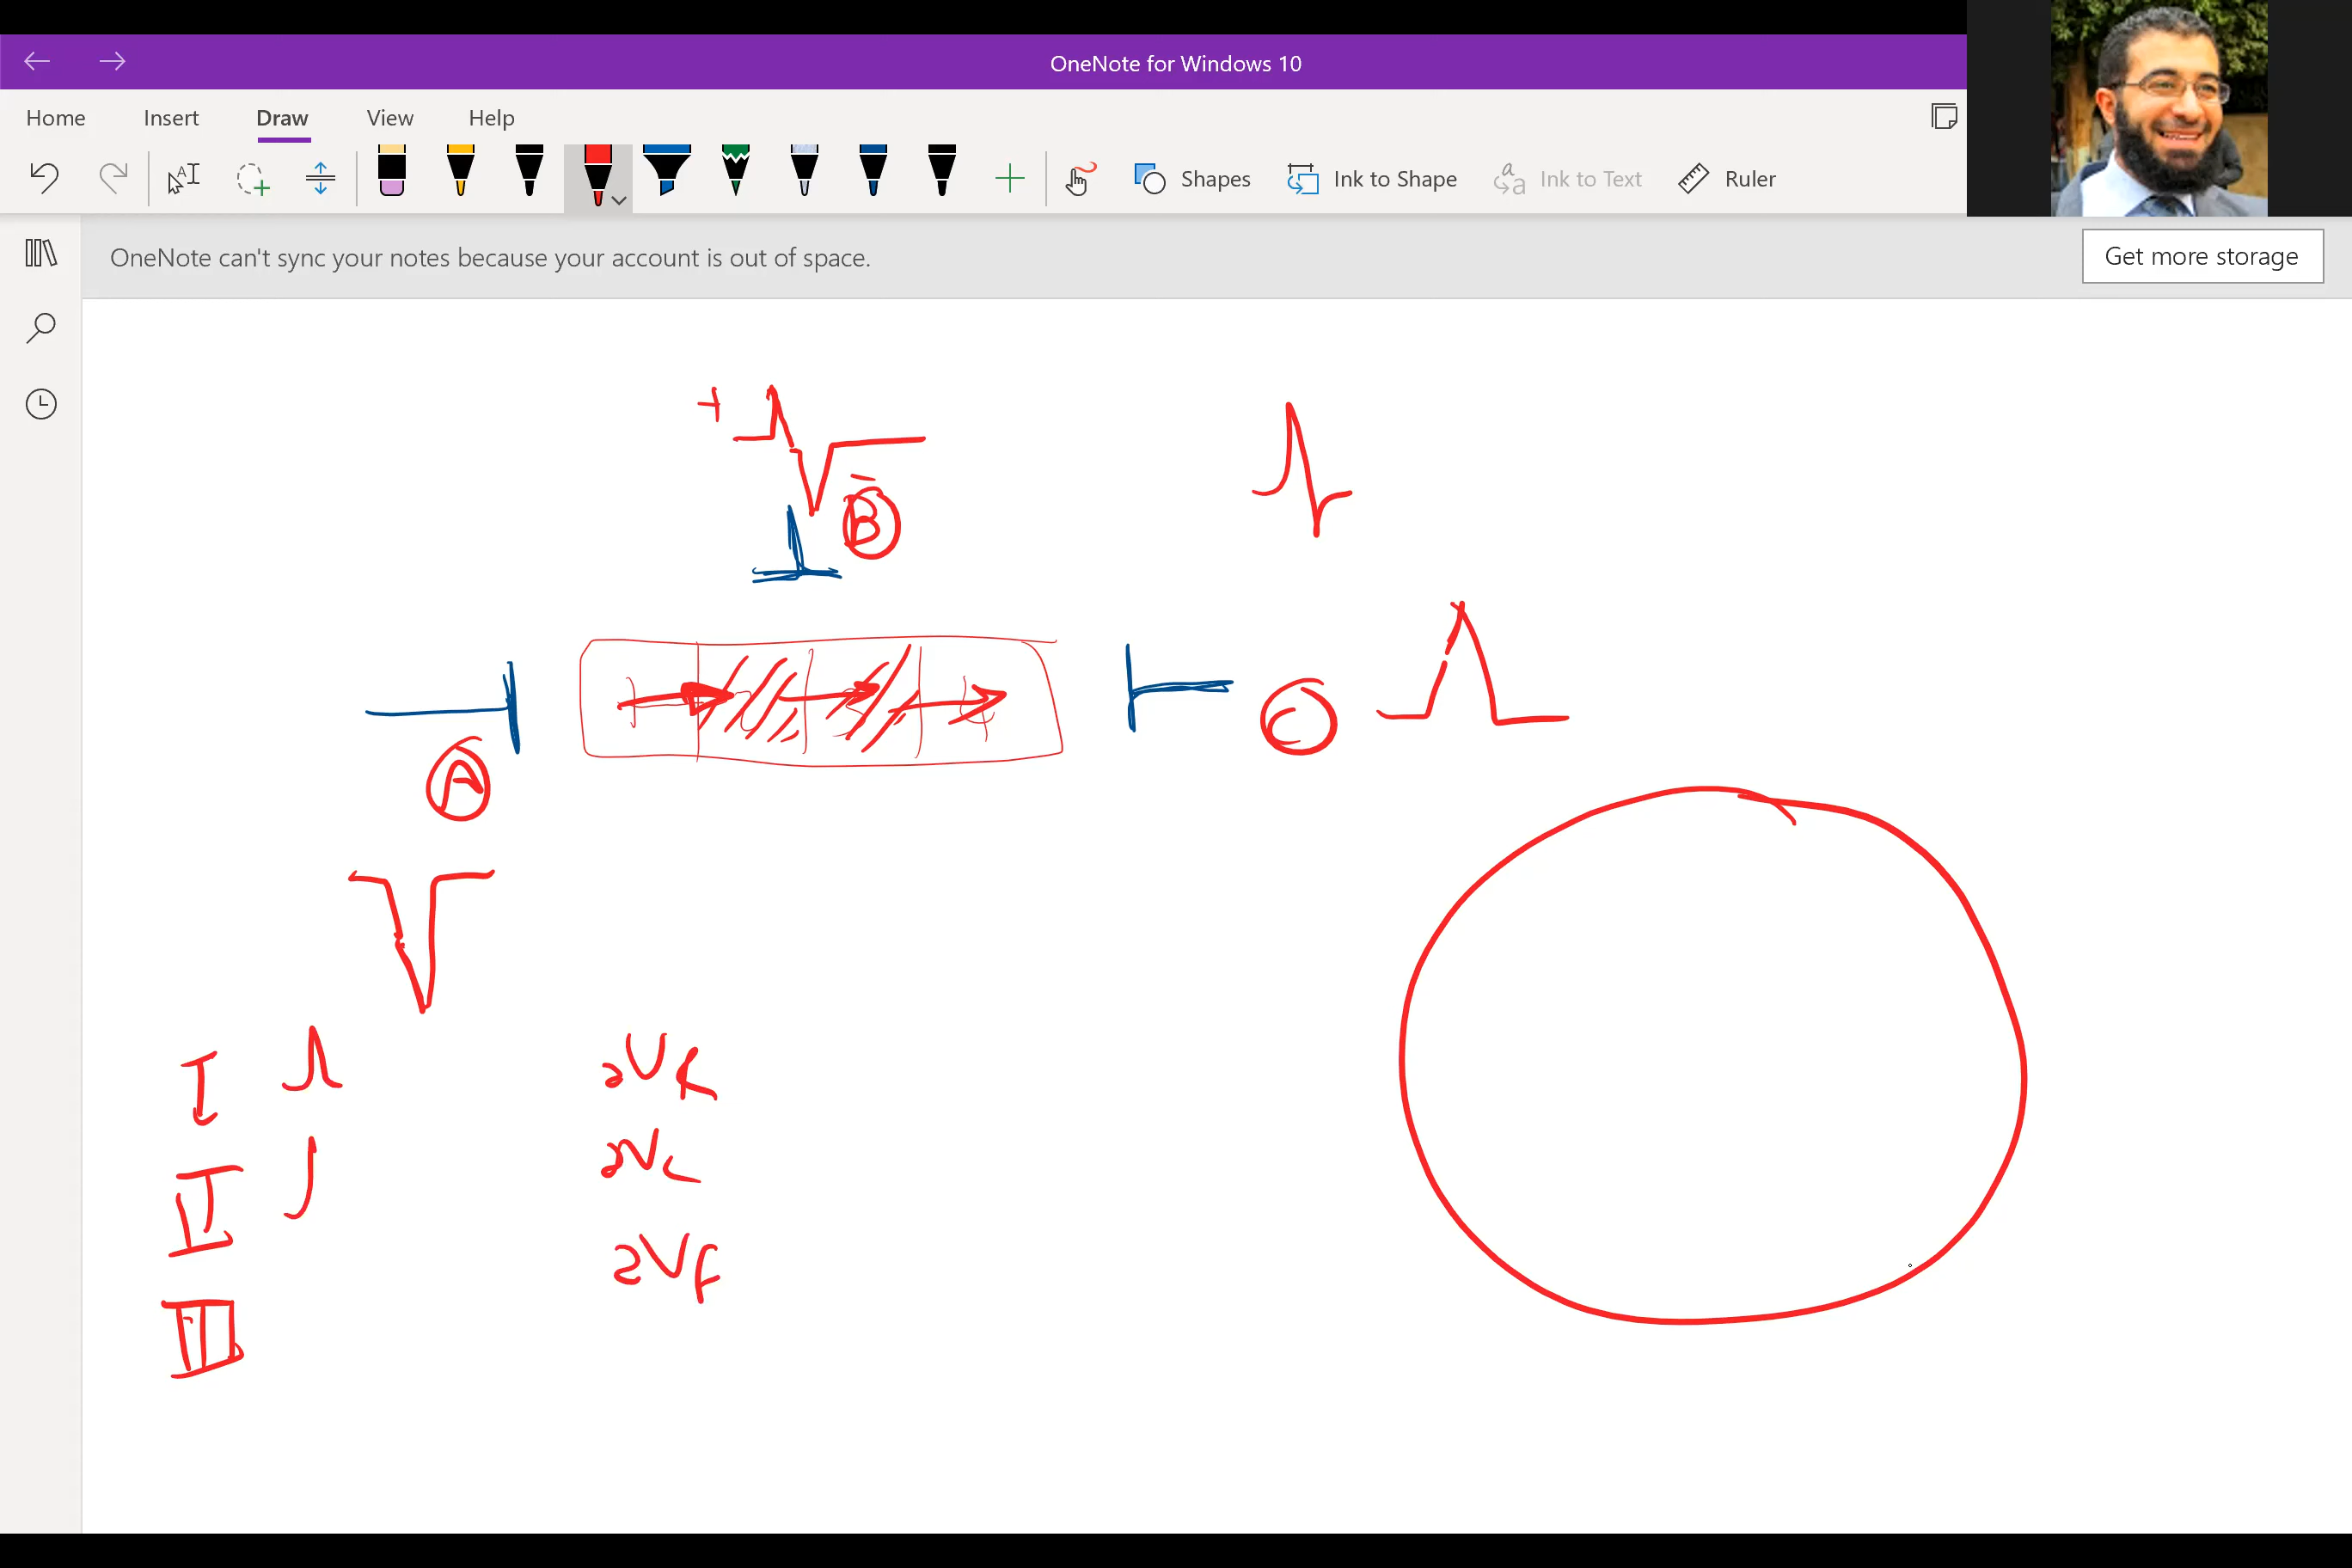 OneNote for Windows 10
Home Insert Draw View Help
Shapes Ink to Shape Ink to Text Ruler
OneNote can't sync your notes because your account is out of space.
Get more storage
+
B
A
C
I
aVR
II
aVL
III
aVF